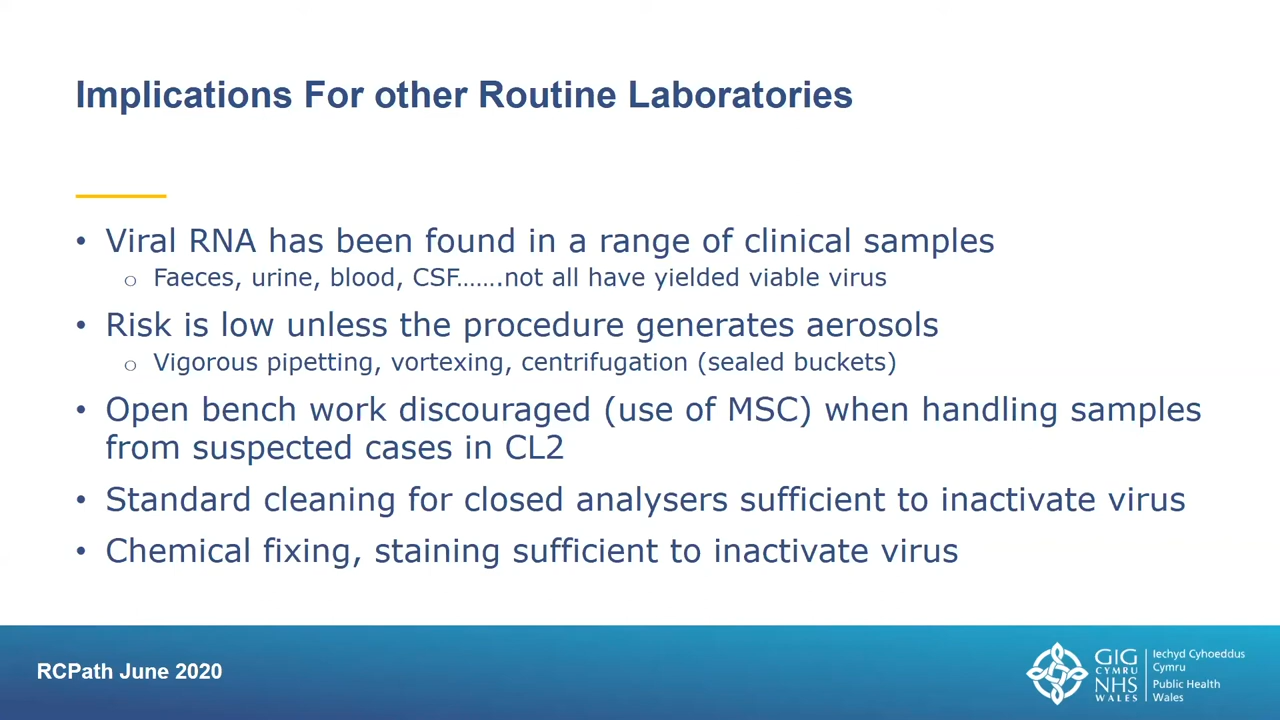 Implications For other Routine Laboratories
• Viral RNA has been found in a range of clinical samples
o Faeces, urine, blood, CSF…….not all have yielded viable virus
• Risk is low unless the procedure generates aerosols
o Vigorous pipetting, vortexing, centrifugation (sealed buckets)
• Open bench work discouraged (use of MSC) when handling samples
from suspected cases in CL2
• Standard cleaning for closed analysers sufficient to inactivate virus
• Chemical fixing, staining sufficient to inactivate virus
RCPath June 2020
GIG
CYMRU
NHS
WALES
Iechyd Cyhoeddus
Cymru
Public Health
Wales